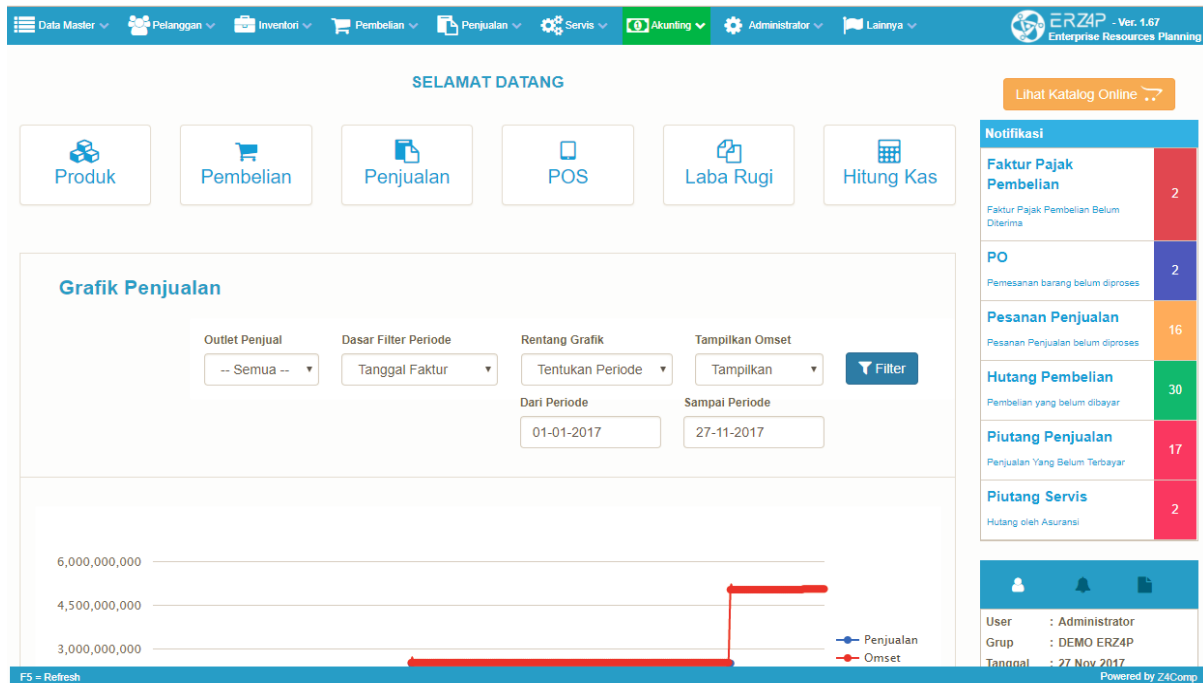 Data Master Pelanggan Inventori Pembelian Penjualan Servis Akunting Administrator Lainnya
ERZ4P - Ver. 1.67
Enterprise Resources Planning
SELAMAT DATANG
Lihat Katalog Online
Produk Pembelian Penjualan POS Laba Rugi Hitung Kas
Grafik Penjualan
Outlet Penjual Dasar Filter Periode Rentang Grafik Tampilkan Omset
-- Semua -- Tanggal Faktur Tentukan Periode Tampilkan Filter
Dari Periode Sampai Periode
01-01-2017 27-11-2017
6,000,000,000
4,500,000,000
3,000,000,000
Penjualan
Omset
Notifikasi
Faktur Pajak
Pembelian
2
Faktur Pajak Pembelian Belum
Diterima
PO
2
Pemesanan barang belum diproses
Pesanan Penjualan
16
Pesanan Penjualan belum diproses
Hutang Pembelian
30
Pembelian yang belum dibayar
Piutang Penjualan
17
Penjualan Yang Belum Terbayar
Piutang Servis
2
Hutang oleh Asuransi
User : Administrator
Grup : DEMO ERZ4P
Tanggal : 27 Nov 2017
F5 = Refresh Powered by Z4Comp